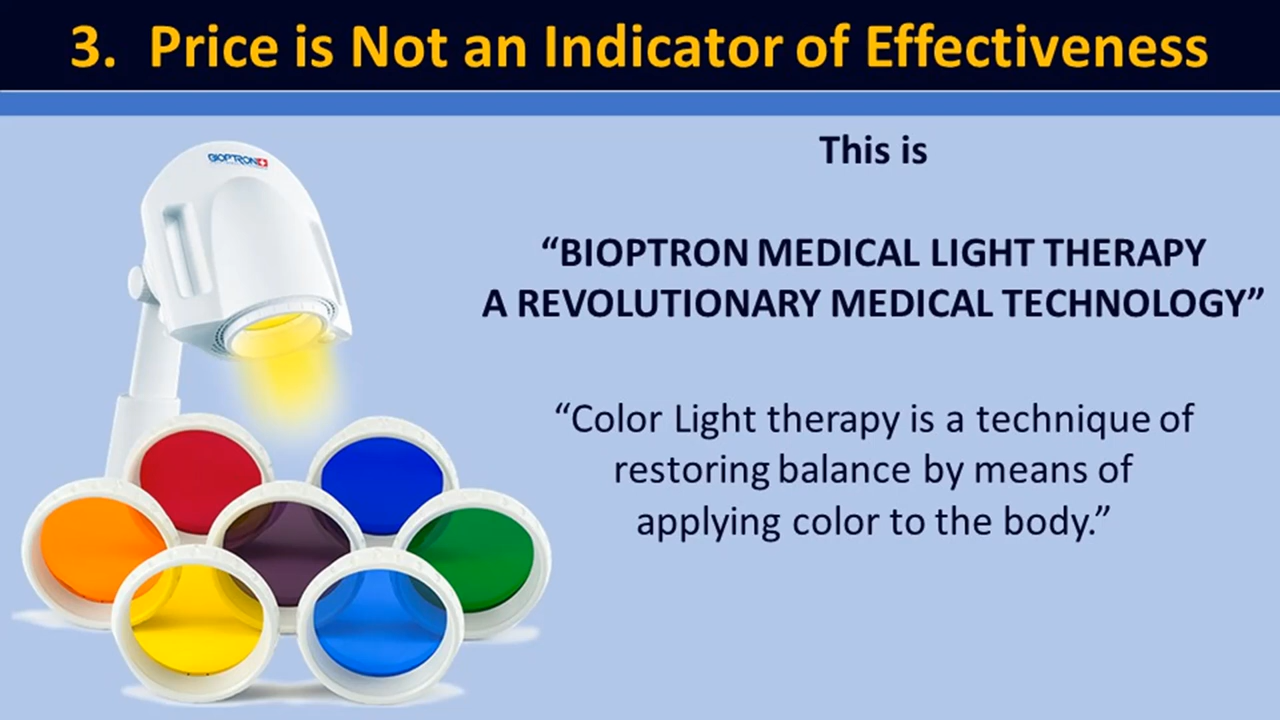 3. Price is Not an Indicator of Effectiveness
BIOPTRON
This is
“BIOPTRON MEDICAL LIGHT THERAPY
A REVOLUTIONARY MEDICAL TECHNOLOGY”
“Color Light therapy is a technique of
restoring balance by means of
applying color to the body.”